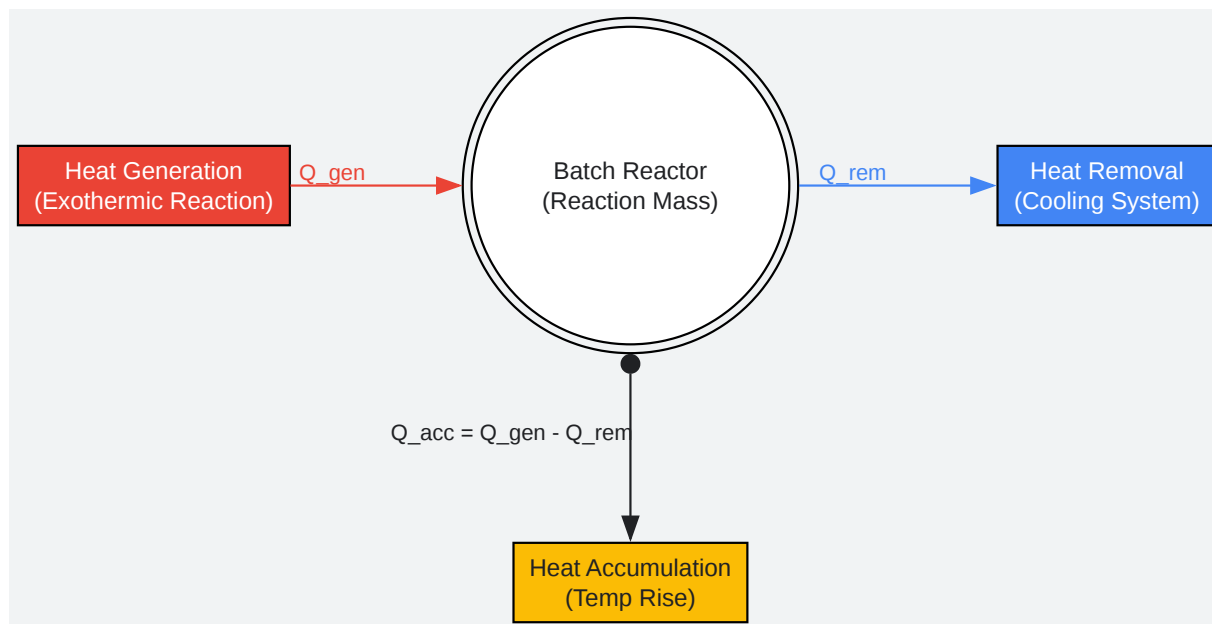 Heat Generation
(Exothermic Reaction)
Q_gen
Batch Reactor
(Reaction Mass)
Q_rem
Heat Removal
(Cooling System)
Q_acc = Q_gen - Q_rem
Heat Accumulation
(Temp Rise)